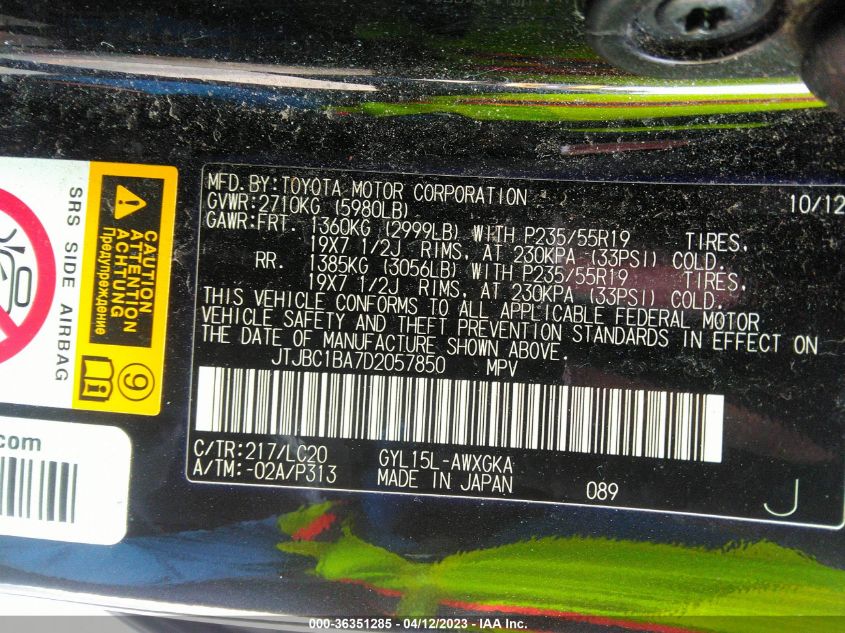 MFD.BY:TOYOTA MOTOR CORPORATION 10/12
GVWR:2710KG (5980LB)
GAWR:FRT. 1360KG (2999LB) WITH P235/55R19 TIRES,
19X7 1/2J RIMS, AT 230KPA (33PSI) COLD.
RR. 1385KG (3056LB) WITH P235/55R19 TIRES,
19X7 1/2J RIMS, AT 230KPA (33PSI) COLD.
THIS VEHICLE CONFORMS TO ALL APPLICABLE FEDERAL MOTOR
VEHICLE SAFETY AND THEFT PREVENTION STANDARDS IN EFFECT ON
THE DATE OF MANUFACTURE SHOWN ABOVE.
JTJBC1BA7D2057850 MPV
C/TR:217/LC20 GYL15L-AWXGKA
A/TM:-02A/P313 MADE IN JAPAN 089 J
SRS SIDE AIRBAG
CAUTION
ATTENTION
ACHTUNG
Предупреждение
9
.com
000-36351285 - 04/12/2023 - IAA Inc.